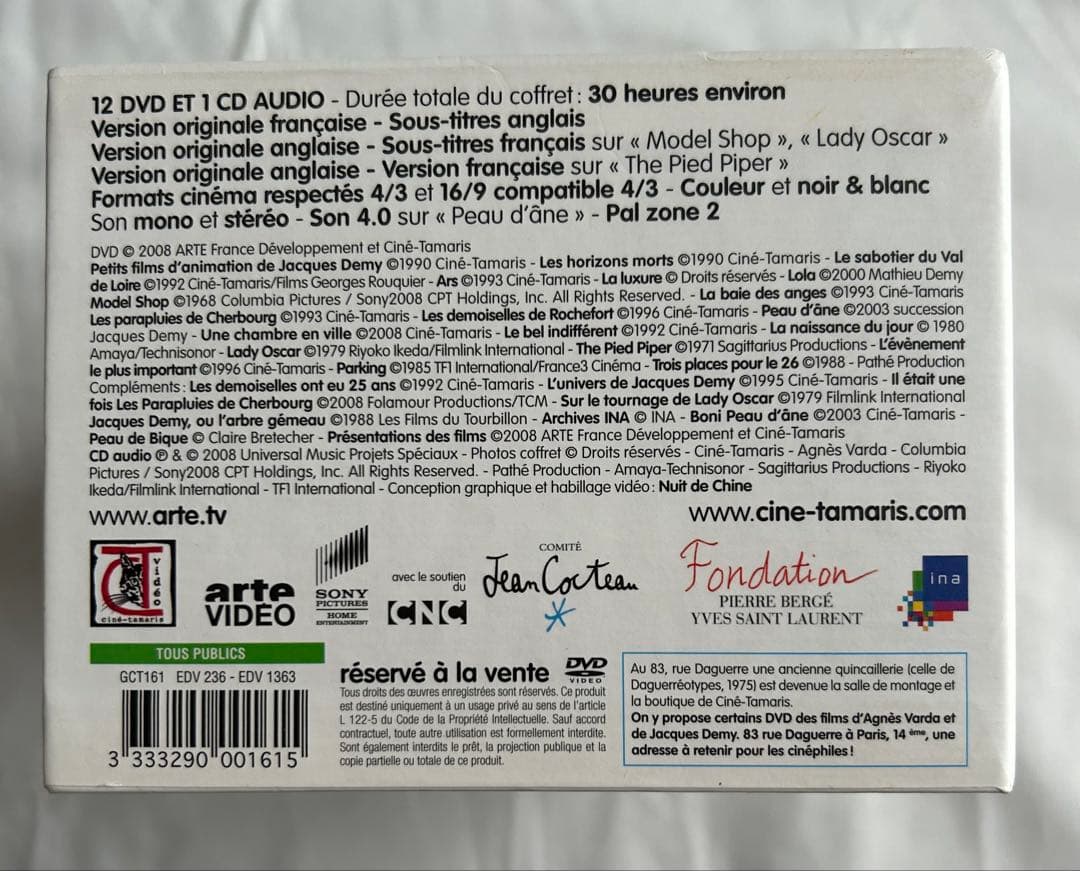 12 DVD ET 1 CD AUDIO - Durée totale du coffret : 30 heures environ
Version originale française - Sous-titres anglais
Version originale anglaise - Sous-titres français sur « Model Shop », « Lady Oscar »
Version originale anglaise - Version française sur « The Pied Piper »
Formats cinéma respectés 4/3 et 16/9 compatible 4/3 - Couleur et noir & blanc
Son mono et stéréo - Son 4.0 sur « Peau d'âne » - Pal zone 2
DVD © 2008 ARTE France Développement et Ciné-Tamaris
Petits films d'animation de Jacques Demy ©1990 Ciné-Tamaris - Les horizons morts ©1990 Ciné-Tamaris - Le sabotier du Val
de Loire ©1992 Ciné-Tamaris/Films Georges Rouquier - Ars ©1993 Ciné-Tamaris - La luxure © Droits réservés - Lola ©2000 Mathieu Demy
Model Shop ©1968 Columbia Pictures / Sony2008 CPT Holdings, Inc. All Rights Reserved. - La baie des anges ©1993 Ciné-Tamaris
Les parapluies de Cherbourg ©1993 Ciné-Tamaris - Les demoiselles de Rochefort ©1996 Ciné-Tamaris - Peau d'âne ©2003 succession
Jacques Demy - Une chambre en ville ©2008 Ciné-Tamaris - Le bel indifférent ©1992 Ciné-Tamaris - La naissance du jour © 1980
Amaya/Technisonor - Lady Oscar ©1979 Riyoko Ikeda/Filmlink International - The Pied Piper ©1971 Sagittarius Productions - L'évènement
le plus important ©1996 Ciné-Tamaris - Parking ©1985 TF1 International/France3 Cinéma - Trois places pour le 26 ©1988 - Pathé Production
Compléments : Les demoiselles ont eu 25 ans ©1992 Ciné-Tamaris - L'univers de Jacques Demy ©1995 Ciné-Tamaris - Il était une
fois Les Parapluies de Cherbourg ©2008 Folamour Productions/TCM - Sur le tournage de Lady Oscar ©1979 Filmlink International
Jacques Demy, ou l'arbre gémeau ©1988 Les Films du Tourbillon - Archives INA © INA - Boni Peau d'âne ©2003 Ciné-Tamaris -
Peau de Bique © Claire Bretecher - Présentations des films ©2008 ARTE France Développement et Ciné-Tamaris
CD audio ℗ & © 2008 Universal Music Projets Spéciaux - Photos coffret © Droits réservés - Ciné-Tamaris - Agnès Varda - Columbia
Pictures / Sony2008 CPT Holdings, Inc. All Rights Reserved. - Pathé Production - Amaya-Technisonor - Sagittarius Productions - Riyoko
Ikeda/Filmlink International - TF1 International - Conception graphique et habillage vidéo : Nuit de Chine
www.arte.tv
www.cine-tamaris.com
CT vidéo
ciné-tamaris
arte
VIDEO
SONY
PICTURES
HOME
ENTERTAINMENT
avec le soutien
du
CNC
COMITÉ
Jean Cocteau
Fondation
PIERRE BERGÉ
YVES SAINT LAURENT
ina
TOUS PUBLICS
GCT161 EDV 236 - EDV 1363
3 333290 001615
réservé à la vente
DVD
VIDEO
Tous droits des œuvres enregistrées sont réservés. Ce produit
est destiné uniquement à un usage privé au sens de l'article
L 122-5 du Code de la Propriété Intellectuelle. Sauf accord
contractuel, toute autre utilisation est formellement interdite.
Sont également interdits le prêt, la projection publique et la
copie partielle ou totale de ce produit.
Au 83, rue Daguerre une ancienne quincaillerie (celle de
Daguerréotypes, 1975) est devenue la salle de montage et
la boutique de Ciné-Tamaris.
On y propose certains DVD des films d'Agnès Varda et
de Jacques Demy. 83 rue Daguerre à Paris, 14 ème, une
adresse à retenir pour les cinéphiles !